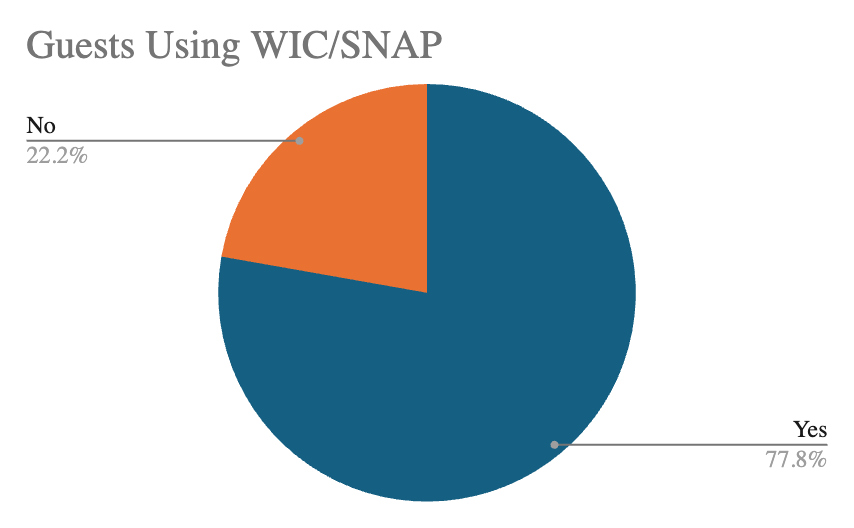 Guests Using WIC/SNAP
No
22.2%
Yes
77.8%